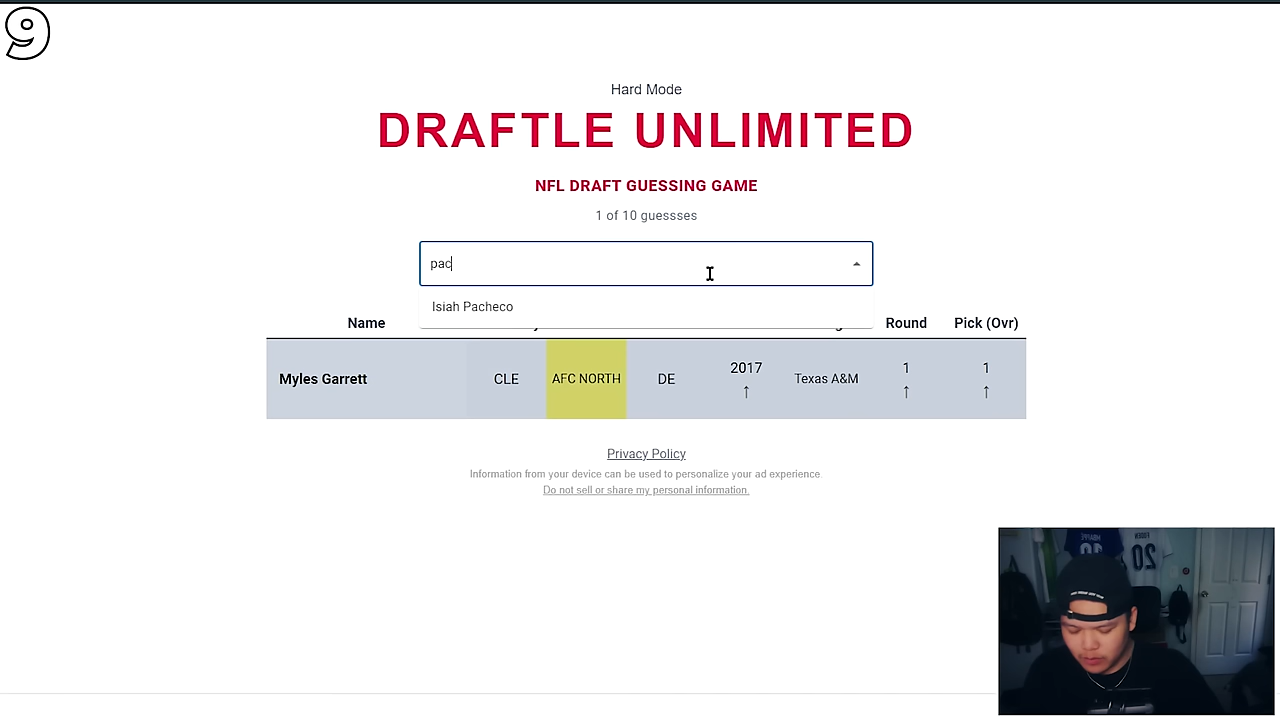 9
Hard Mode
DRAFTLE UNLIMITED
NFL DRAFT GUESSING GAME
1 of 10 guessses
pac
Isiah Pacheco
Name Round Pick (Ovr)
Myles Garrett CLE AFC NORTH DE 2017 ↑ Texas A&M 1 ↑ 1 ↑
Privacy Policy
Information from your device can be used to personalize your ad experience.
Do not sell or share my personal information.
20